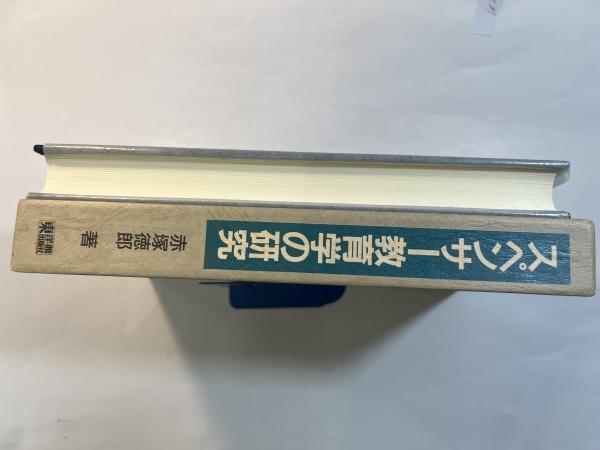 スペンサー教育学の研究
赤塚徳郎 著
東洋館出版社